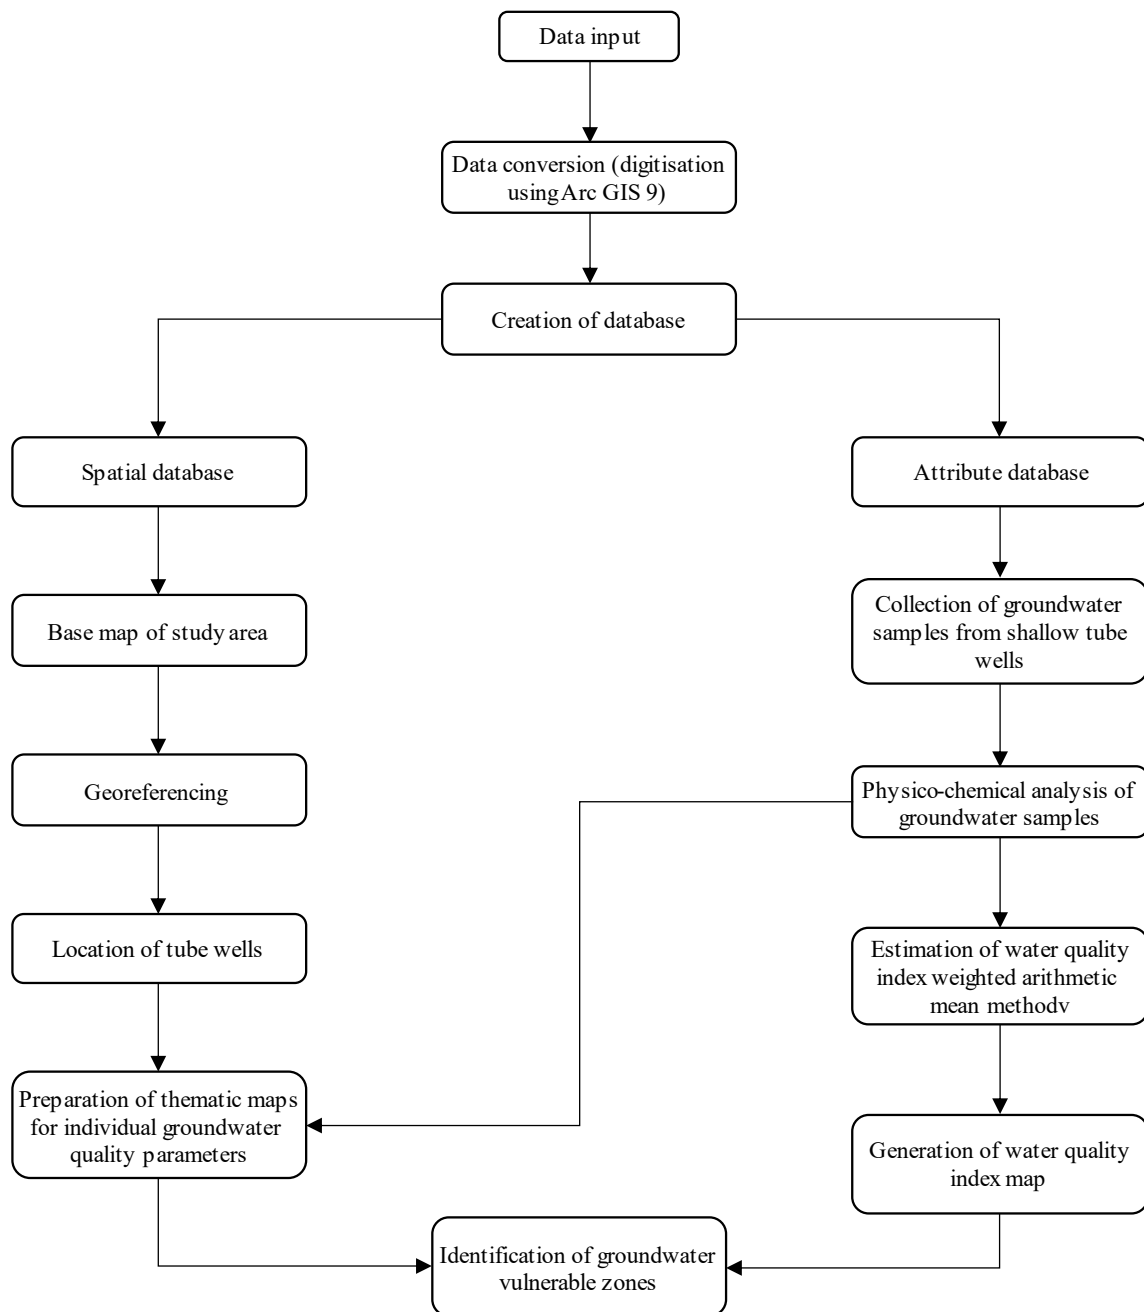 Data input
Data conversion (digitisation
using Arc GIS 9)
Creation of database
Spatial database
Attribute database
Base map of study area
Collection of groundwater
samples from shallow tube
wells
Georeferencing
Physico-chemical analysis of
groundwater samples
Location of tube wells
Estimation of water quality
index weighted arithmetic
mean methodv
Preparation of thematic maps
for individual groundwater
quality parameters
Generation of water quality
index map
Identification of groundwater
vulnerable zones